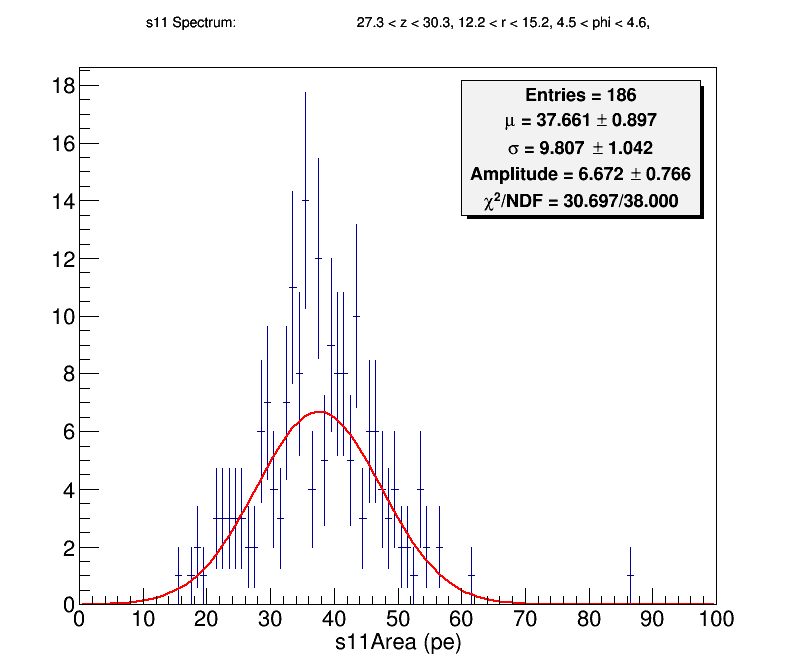 s11 Spectrum: 27.3 < z < 30.3, 12.2 < r < 15.2, 4.5 < phi < 4.6,
Entries = 186
μ = 37.661 ± 0.897
σ = 9.807 ± 1.042
Amplitude = 6.672 ± 0.766
χ²/NDF = 30.697/38.000
18
16
14
12
10
8
6
4
2
0
0 10 20 30 40 50 60 70 80 90 100
s11Area (pe)